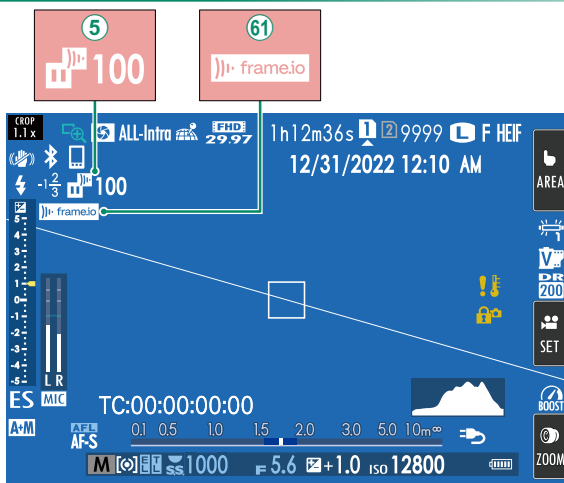 5 61
100 frame.io
CROP
1.1 x
ALL-Intra FHD 29.97 1h12m36s 1 2 9999 L F HEIF
12/31/2022 12:10 AM
-1 2/3 100
frame.io
AREA
V
DR
200
SET
BOOST
ZOOM
5
4
3
2
1
0
-1
-2
-3
-4
-5
L R
ES MIC
TC:00:00:00:00
A+M
AFL
AF-S
0.1 0.5 1.0 1.5 2.0 3.0 5.0 10m∞
M E L T SS 1000 F 5.6 +1.0 ISO 12800